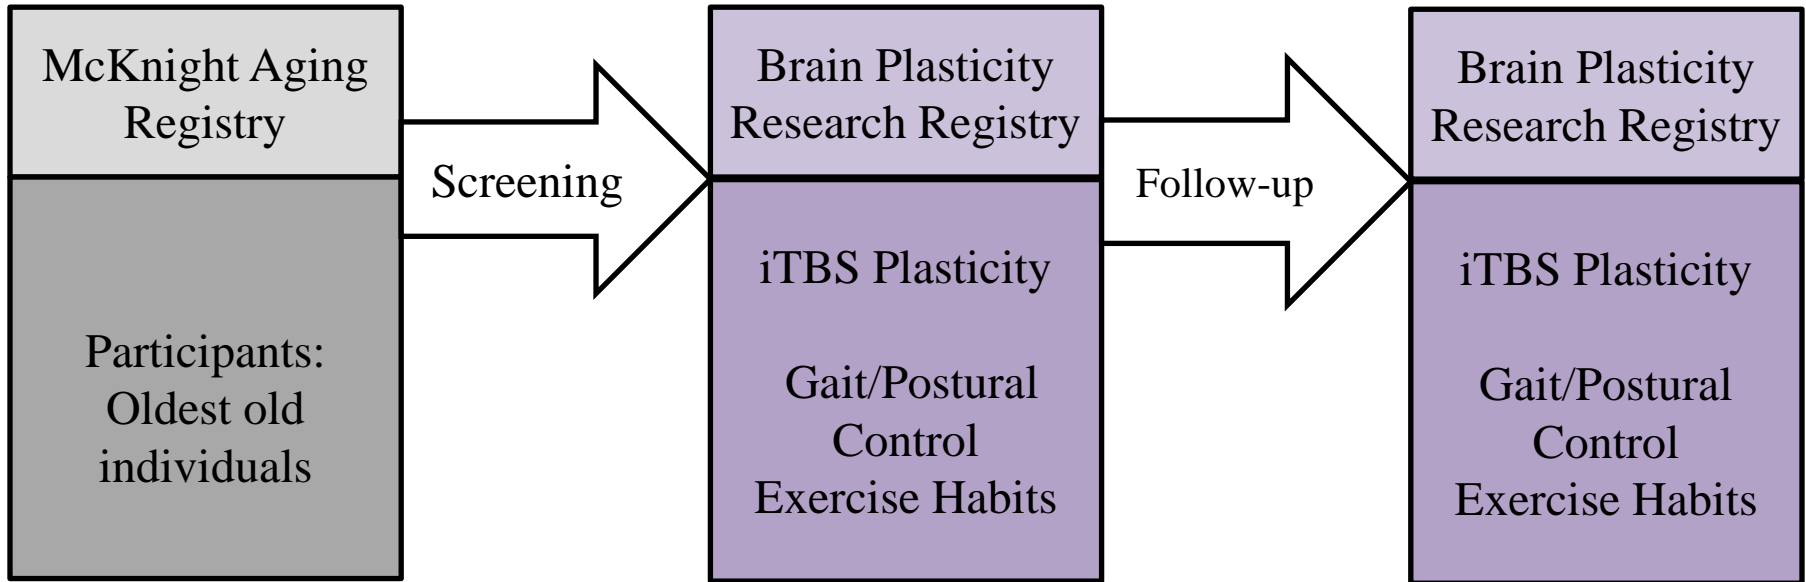 McKnight Aging
Registry
Participants:
Oldest old
individuals
Screening
Brain Plasticity
Research Registry
iTBS Plasticity
Gait/Postural
Control
Exercise Habits
Follow-up
Brain Plasticity
Research Registry
iTBS Plasticity
Gait/Postural
Control
Exercise Habits